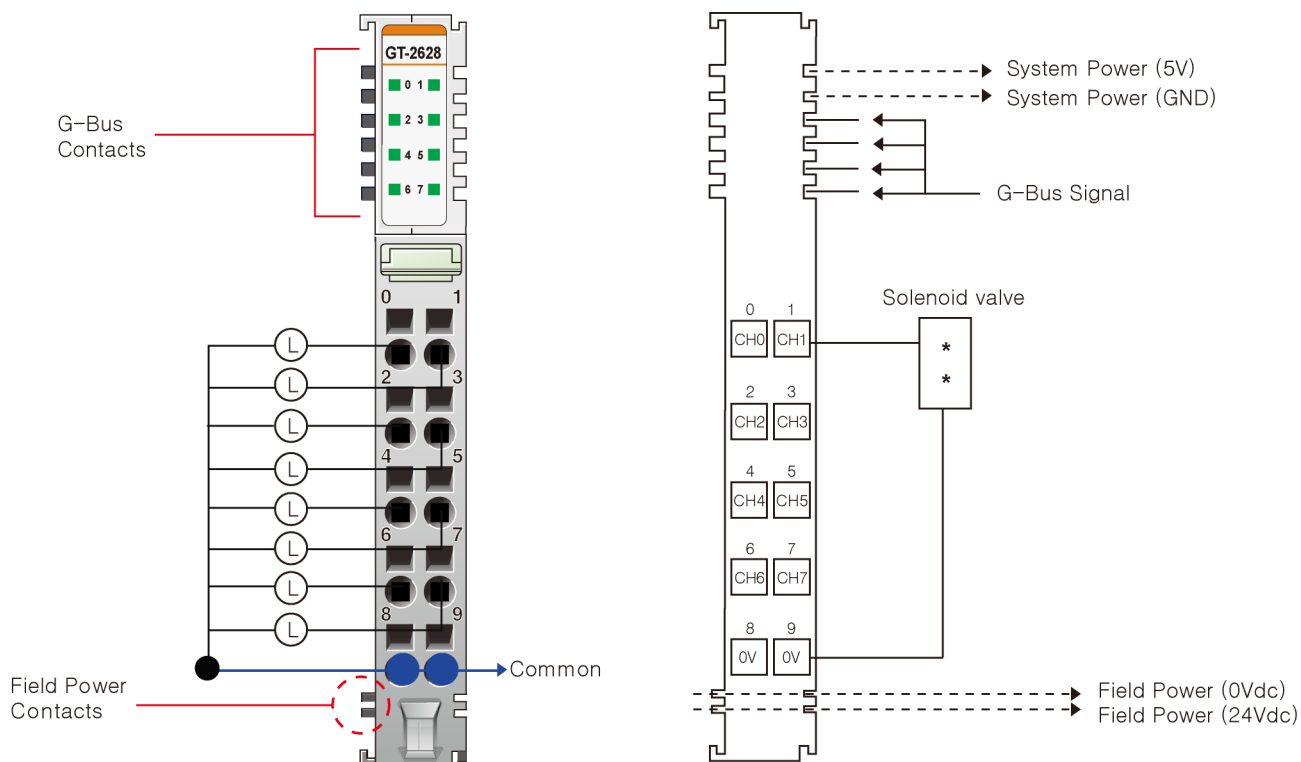 GT-2628
0 1
2 3
4 5
6 7
G-Bus
Contacts
0 1
2 3
4 5
6 7
8 9
L
L
L
L
L
L
L
L
Common
Field Power
Contacts
System Power (5V)
System Power (GND)
G-Bus Signal
Solenoid valve
0 1
CH0 CH1
* 
*
2 3
CH2 CH3
4 5
CH4 CH5
6 7
CH6 CH7
8 9
0V 0V
Field Power (0Vdc)
Field Power (24Vdc)